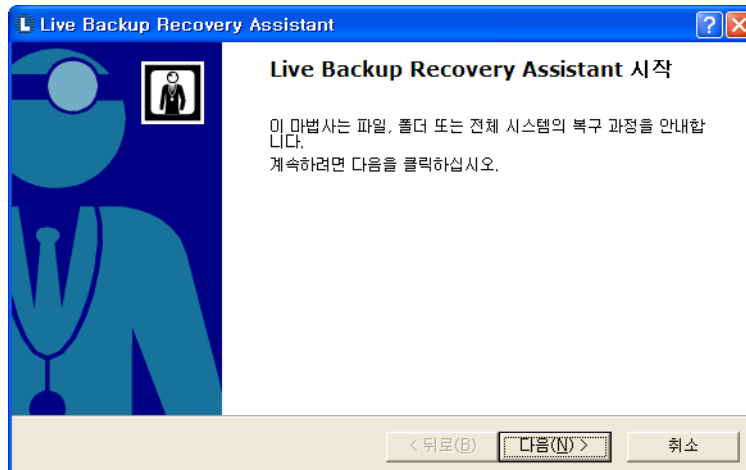 Live Backup Recovery Assistant
Live Backup Recovery Assistant 시작
이 마법사는 파일, 폴더 또는 전체 시스템의 복구 과정을 안내합
니다.
계속하려면 다음을 클릭하십시오.
< 뒤로(B) 다음(N) > 취소